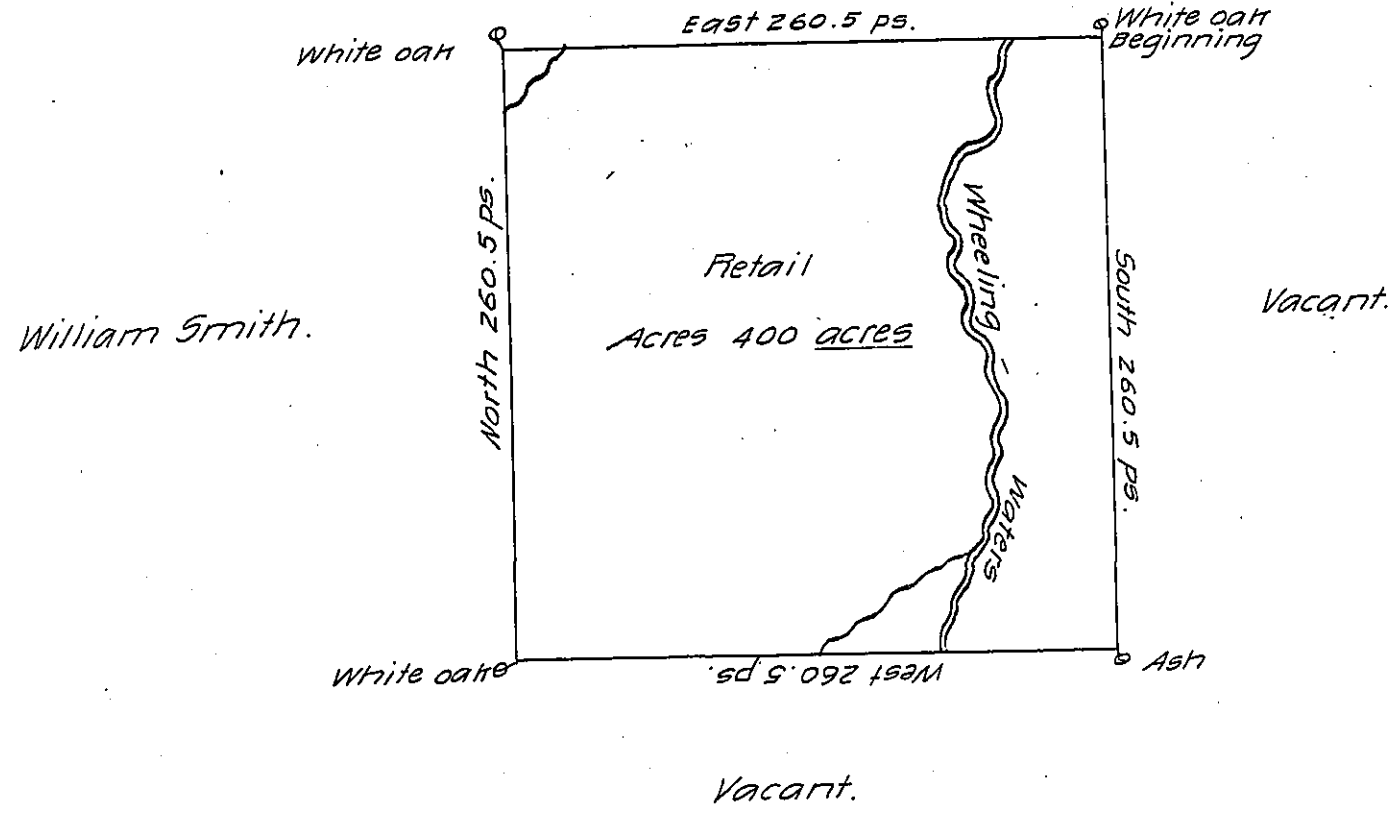 East 260.5 ps.
White oak
Beginning
White oak
North 260.5 ps.
Wheeling
Retail
South 260.5 ps.
Vacant.
William Smith.
Acres 400 acres
Waters
White oak
West 260.5 ps.
Ash
Vacant.